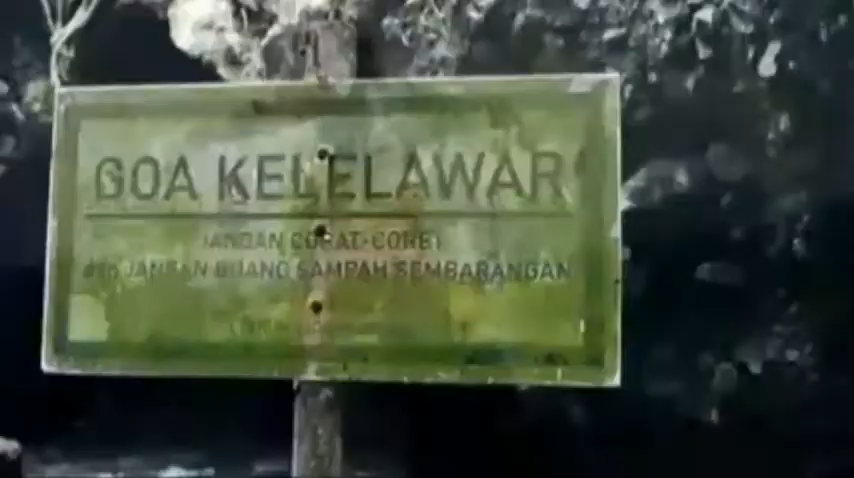 GOA KELELAWAR
JANGAN CORAT-CORET
JANGAN BUANG SAMPAH SEMBARANGAN